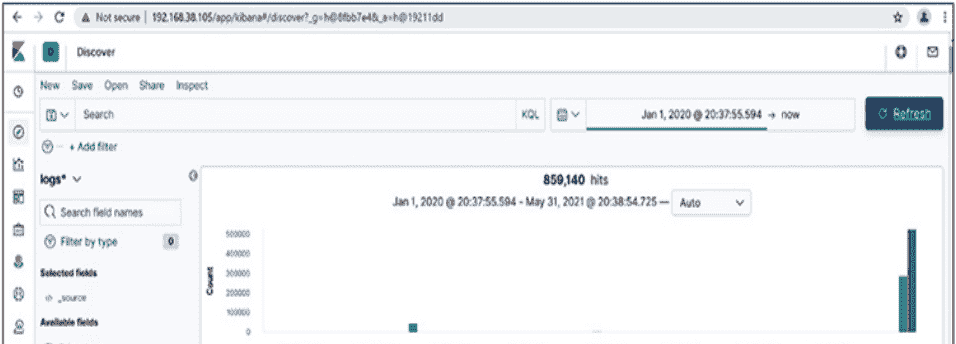 Not secure | 192.168.38.105/app/kibana#/discover?_g=h@8fbb7e4&_a=h@19211dd
D Discover
New Save Open Share Inspect
Search KQL Jan 1, 2020 @ 20:37:55.594 → now Refresh
+ Add filter
logs*
859,140 hits
Jan 1, 2020 @ 20:37:55.594 - May 31, 2021 @ 20:38:54.725 — Auto
Search field names
Filter by type 0
Selected fields
_source
Available fields
Count
500000
400000
300000
200000
100000
0